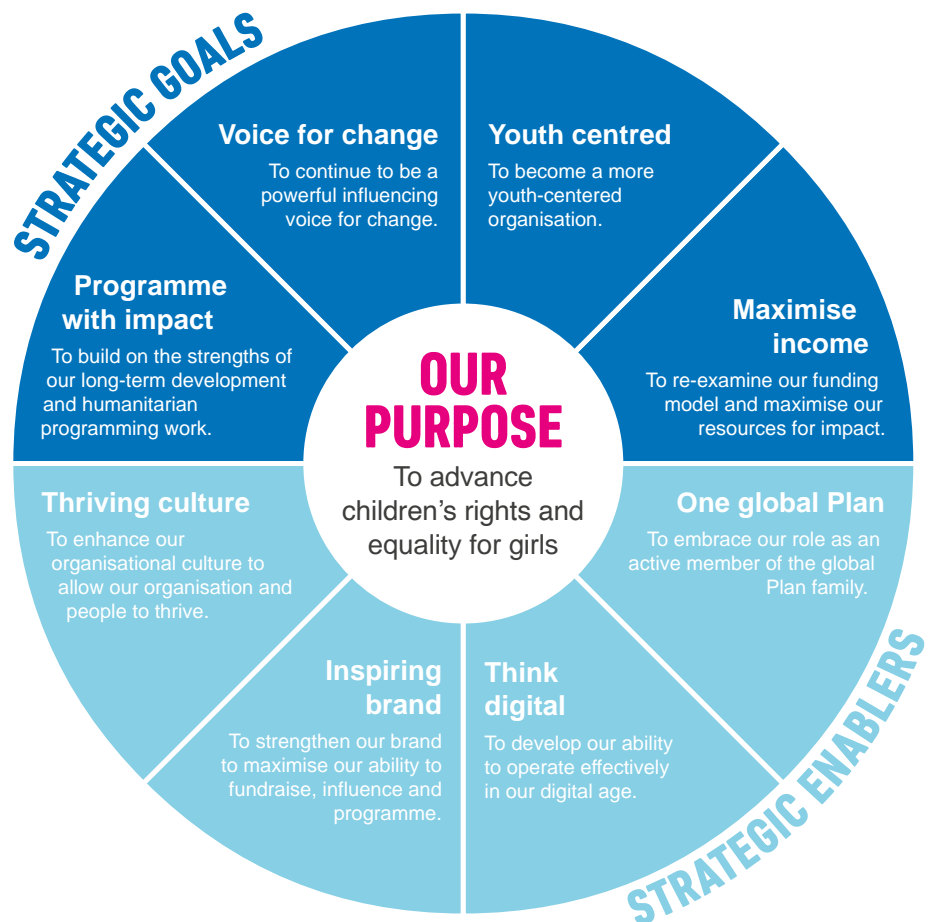 STRATEGIC GOALS
Voice for change
To continue to be a
powerful influencing
voice for change.
Youth centred
To become a more
youth-centered
organisation.
Programme
with impact
To build on the strengths of
our long-term development
and humanitarian
programming work.
Maximise
income
To re-examine our funding
model and maximise our
resources for impact.
OUR
PURPOSE
To advance
children’s rights and
equality for girls
Thriving culture
To enhance our
organisational culture to
allow our organisation and
people to thrive.
One global Plan
To embrace our role as an
active member of the global
Plan family.
Inspiring
brand
To strengthen our brand
to maximise our ability to
fundraise, influence and
programme.
Think
digital
To develop our ability
to operate effectively
in our digital age.
STRATEGIC ENABLERS